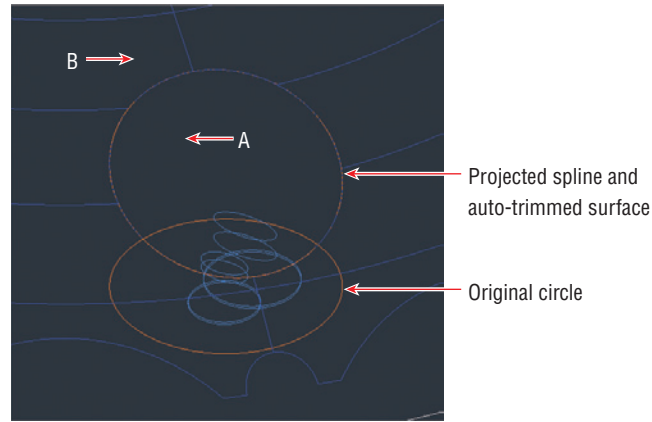 B
A
Projected spline and
auto-trimmed surface
Original circle